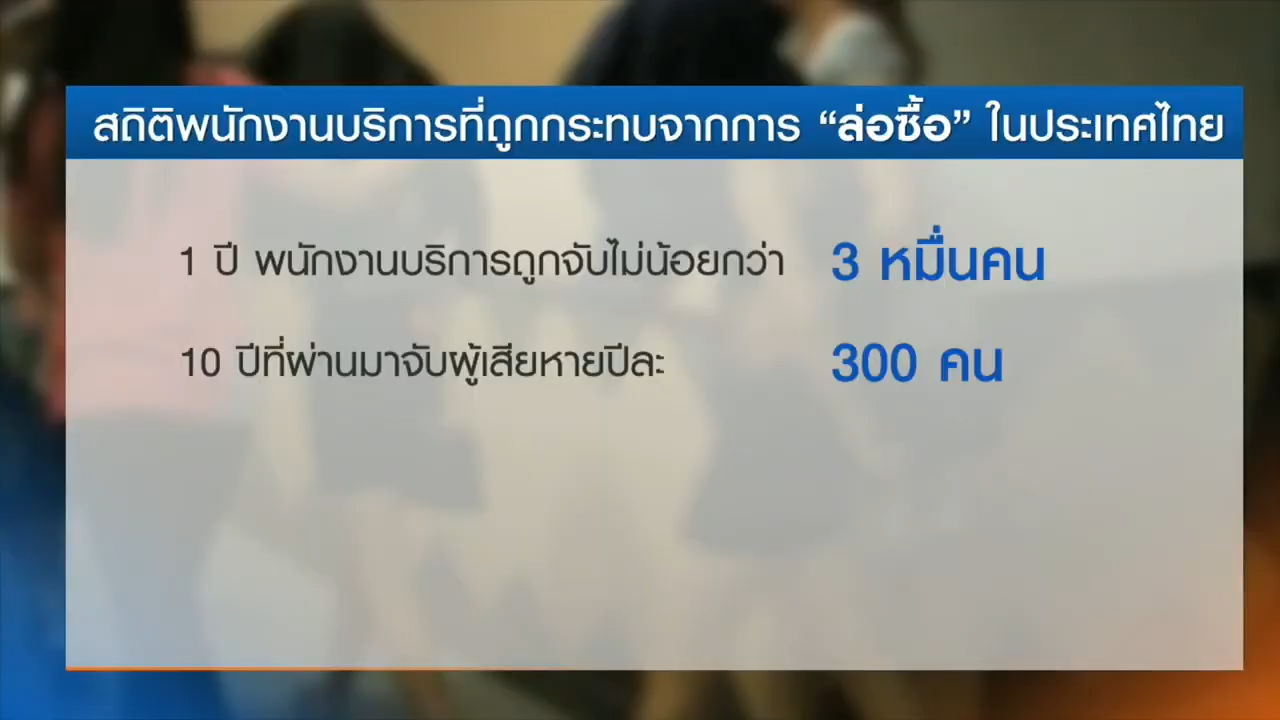 สถิติพนักงานบริการที่ถูกกระทบจากการ “ล่อซื้อ” ในประเทศไทย
1 ปี พนักงานบริการถูกจับไม่น้อยกว่า 3 หมื่นคน
10 ปีที่ผ่านมาจับผู้เสียหายปีละ 300 คน